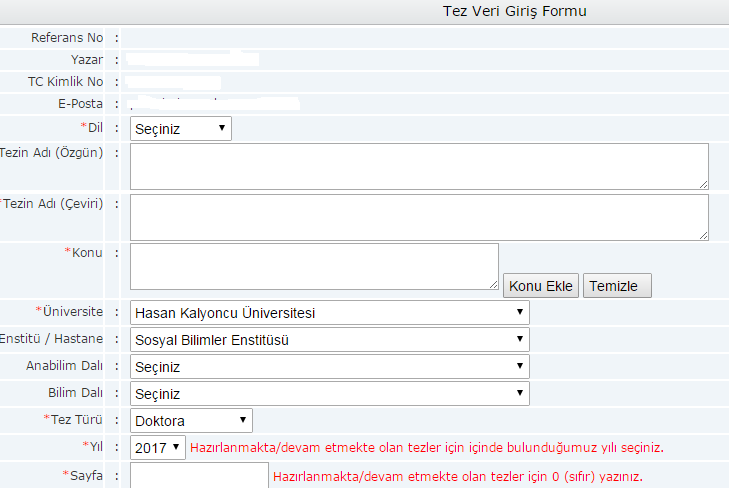 Tez Veri Giriş Formu
Referans No :
Yazar :
TC Kimlik No :
E-Posta :
*Dil : Seçiniz
Tezin Adı (Özgün) :
*Tezin Adı (Çeviri) :
*Konu : Konu Ekle Temizle
*Üniversite : Hasan Kalyoncu Üniversitesi
Enstitü / Hastane : Sosyal Bilimler Enstitüsü
Anabilim Dalı : Seçiniz
Bilim Dalı : Seçiniz
*Tez Türü : Doktora
*Yıl : 2017 Hazırlanmakta/devam etmekte olan tezler için içinde bulunduğumuz yılı seçiniz.
*Sayfa : Hazırlanmakta/devam etmekte olan tezler için 0 (sıfır) yazınız.